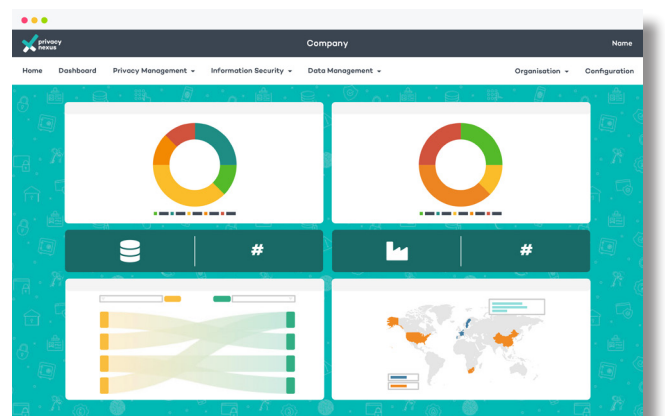 privacy
nexus
Company
Name
Home Dashboard Privacy Management Information Security Data Management Organisation Configuration
# #